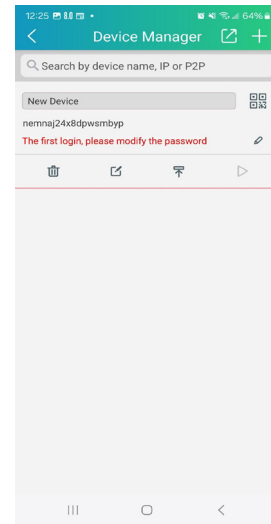 12:25
64%
Device Manager
Search by device name, IP or P2P
New Device
nemnaj24x8dpwsmbyp
The first login, please modify the password